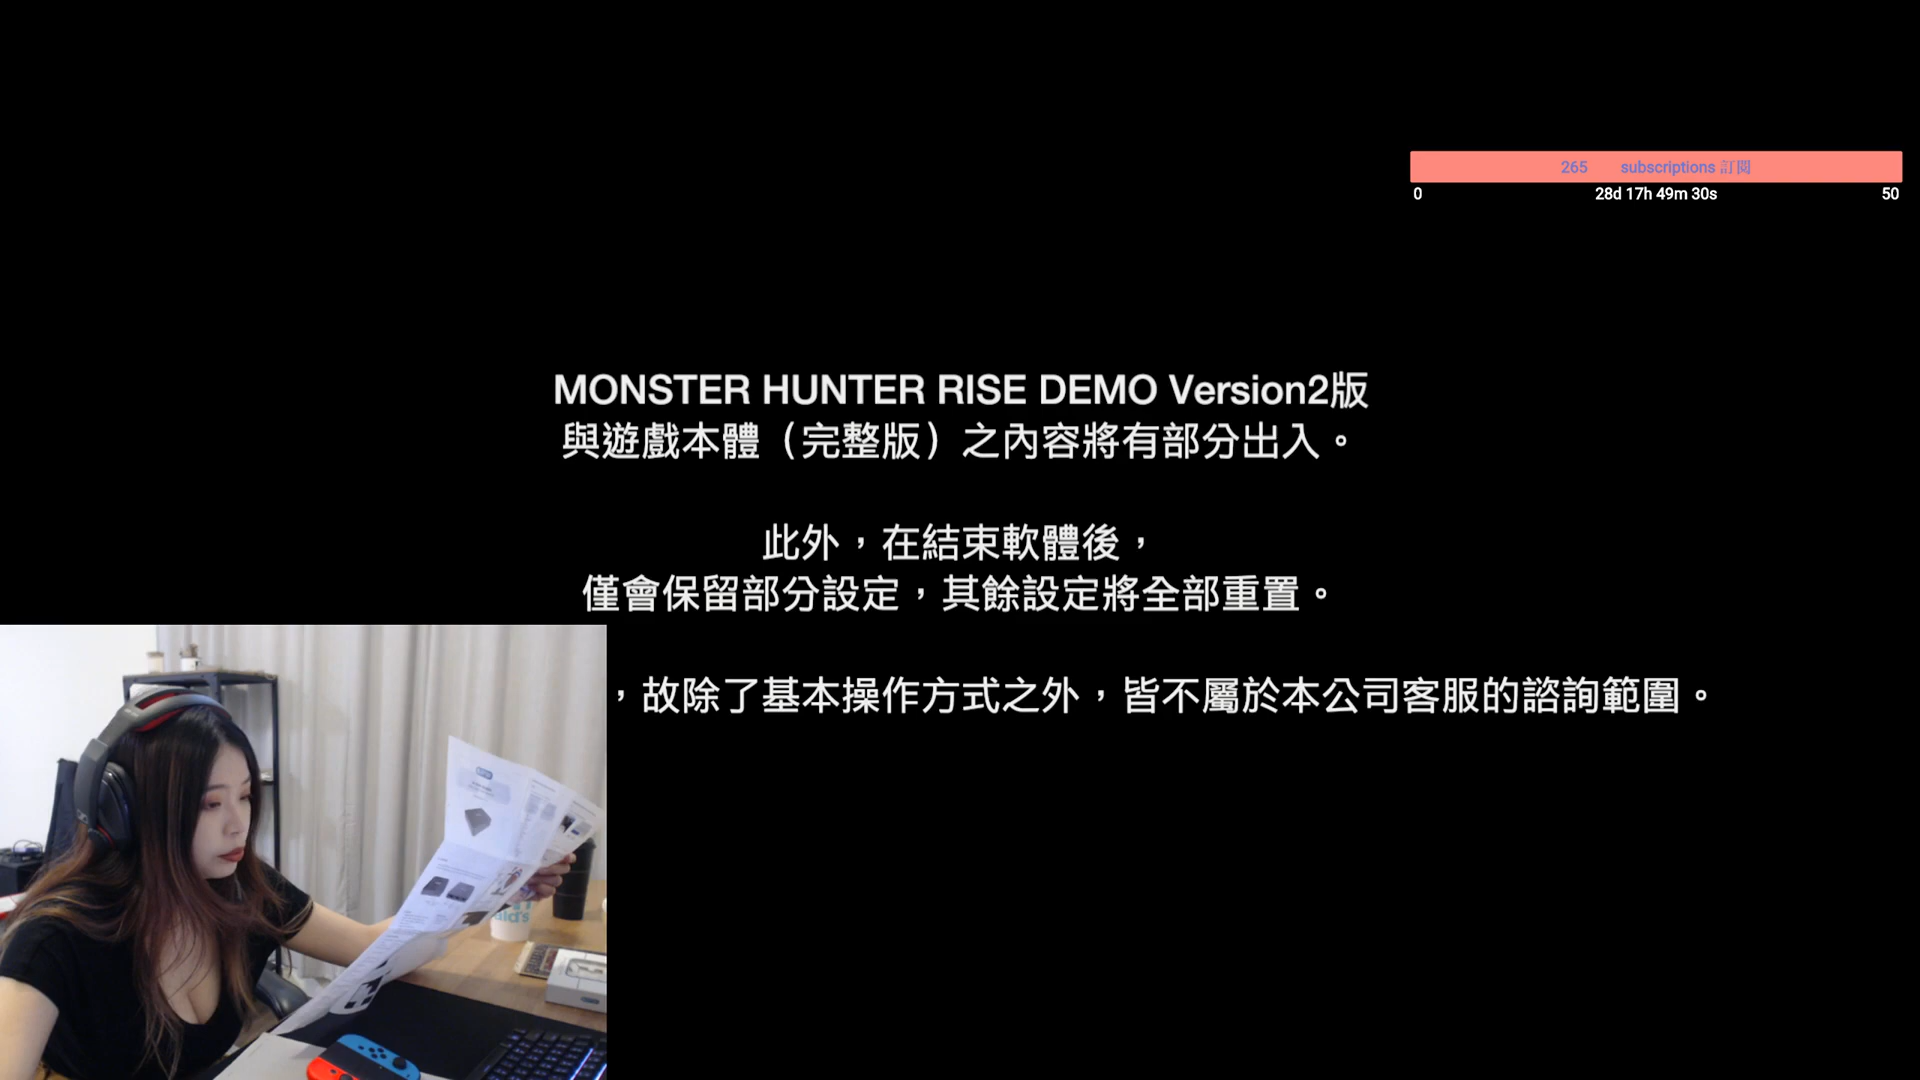 265 subscriptions 訂閱
0 28d 17h 49m 30s 50
MONSTER HUNTER RISE DEMO Version2版
與遊戲本體（完整版）之內容將有部分出入。
此外，在結束軟體後，
僅會保留部分設定，其餘設定將全部重置。
，故除了基本操作方式之外，皆不屬於本公司客服的諮詢範圍。
ald's